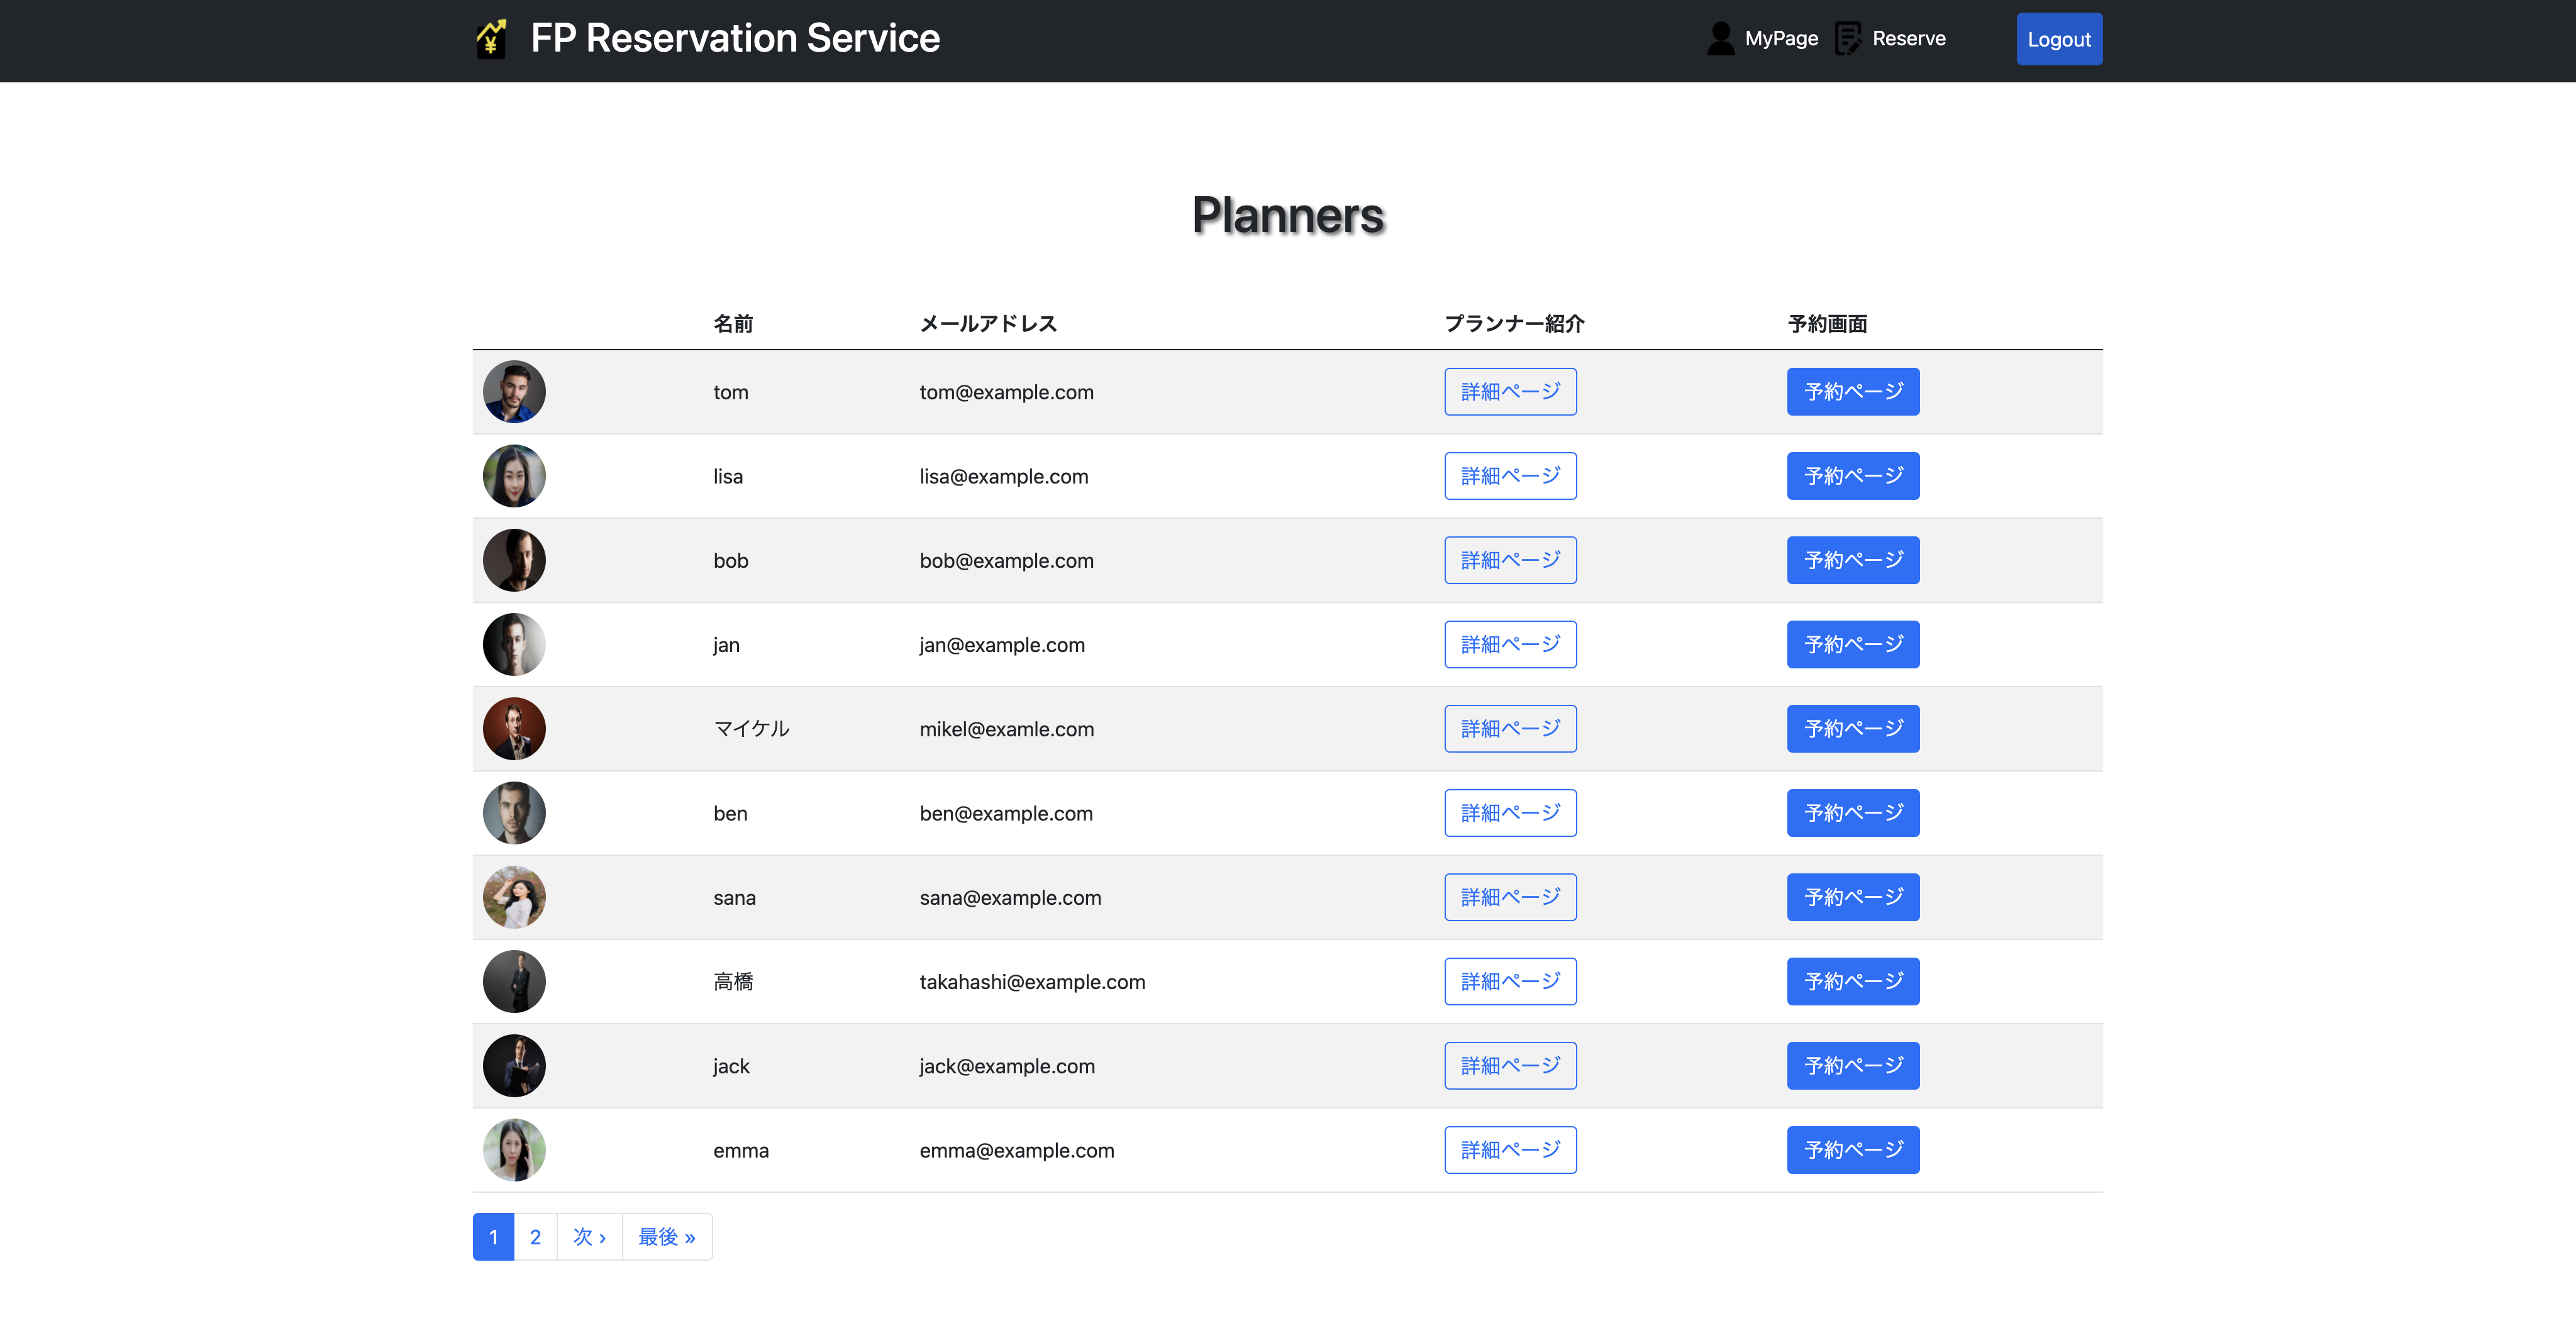 ¥ FP Reservation Service MyPage Reserve Logout
Planners
名前 メールアドレス プランナー紹介 予約画面
tom tom@example.com 詳細ページ 予約ページ
lisa lisa@example.com 詳細ページ 予約ページ
bob bob@example.com 詳細ページ 予約ページ
jan jan@example.com 詳細ページ 予約ページ
マイケル mikel@examle.com 詳細ページ 予約ページ
ben ben@example.com 詳細ページ 予約ページ
sana sana@example.com 詳細ページ 予約ページ
高橋 takahashi@example.com 詳細ページ 予約ページ
jack jack@example.com 詳細ページ 予約ページ
emma emma@example.com 詳細ページ 予約ページ
1 2 次 › 最後 »